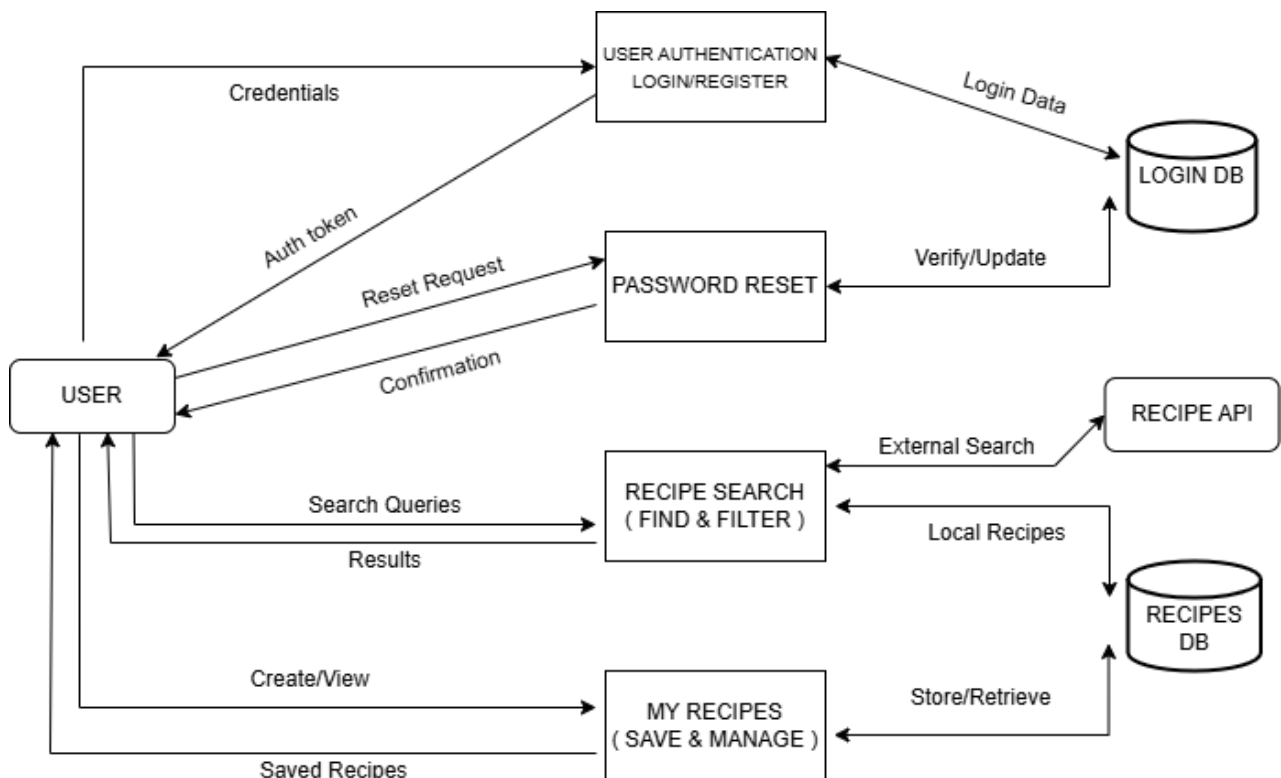 USER AUTHENTICATION
LOGIN/REGISTER
Credentials
Login Data
LOGIN DB
Auth token
Reset Request
PASSWORD RESET
Verify/Update
Confirmation
USER
RECIPE API
External Search
Search Queries
RECIPE SEARCH
( FIND & FILTER )
Local Recipes
Results
RECIPES
DB
Create/View
MY RECIPES
( SAVE & MANAGE )
Store/Retrieve
Saved Recipes